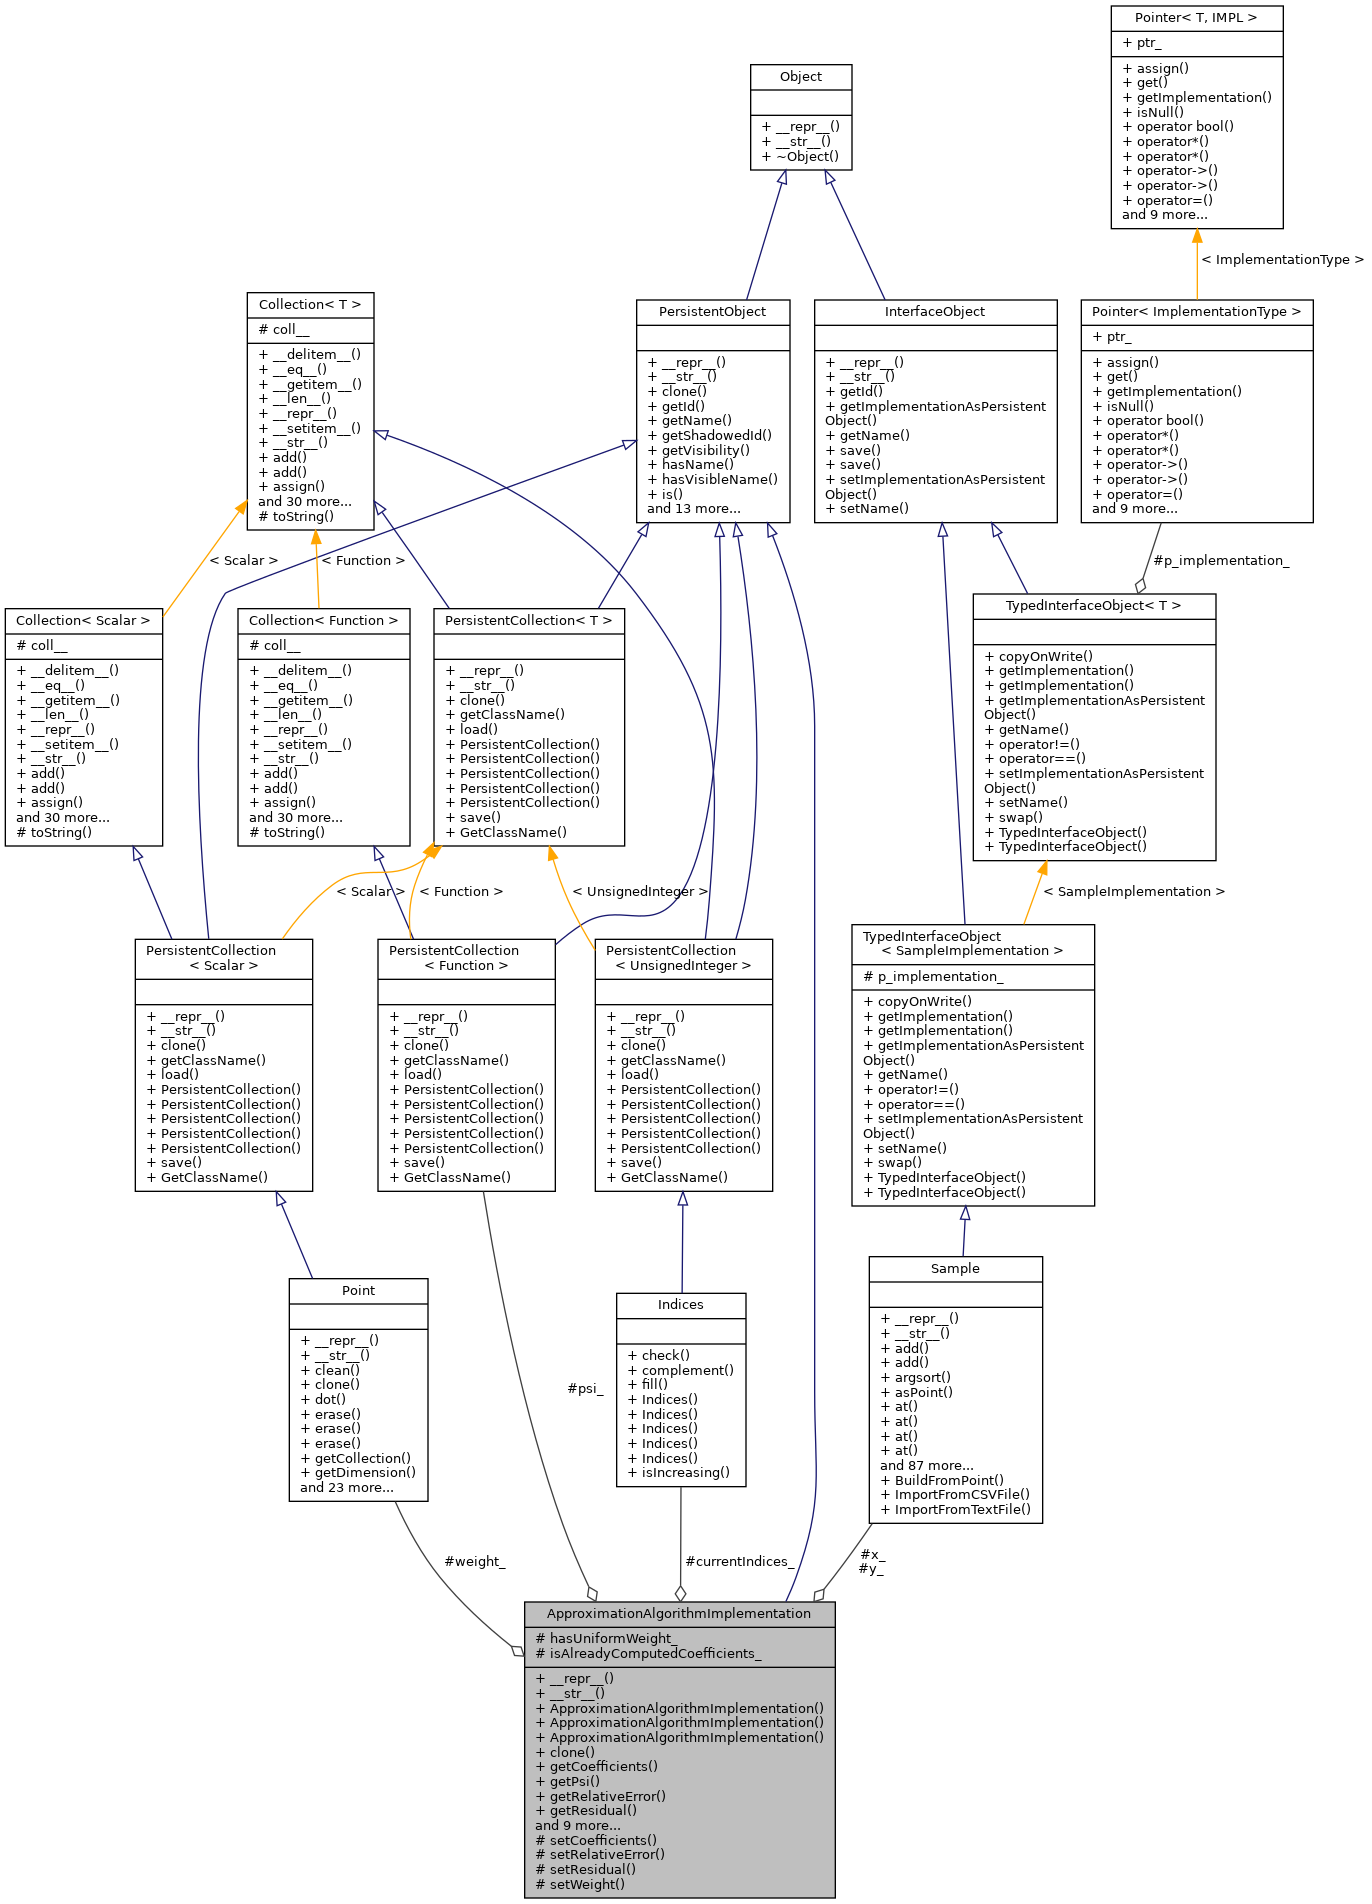 Pointer< T, IMPL >
+ ptr_
+ assign()
+ get()
+ getImplementation()
+ isNull()
+ operator bool()
+ operator*()
+ operator*()
+ operator->()
+ operator->()
+ operator=()
and 9 more...
Object
+ __repr__()
+ __str__()
+ ~Object()
< ImplementationType >
Collection< T >
# coll__
+ __delitem__()
+ __eq__()
+ __getitem__()
+ __len__()
+ __repr__()
+ __setitem__()
+ __str__()
+ add()
+ add()
+ assign()
and 30 more...
# toString()
PersistentObject
+ __repr__()
+ __str__()
+ clone()
+ getId()
+ getName()
+ getShadowedId()
+ getVisibility()
+ hasName()
+ hasVisibleName()
+ is()
and 13 more...
InterfaceObject
+ __repr__()
+ __str__()
+ getId()
+ getImplementationAsPersistent
Object()
+ getName()
+ save()
+ save()
+ setImplementationAsPersistent
Object()
+ setName()
Pointer< ImplementationType >
+ ptr_
+ assign()
+ get()
+ getImplementation()
+ isNull()
+ operator bool()
+ operator*()
+ operator*()
+ operator->()
+ operator->()
+ operator=()
and 9 more...
< Scalar >
< Function >
#p_implementation_
Collection< Scalar >
# coll__
+ __delitem__()
+ __eq__()
+ __getitem__()
+ __len__()
+ __repr__()
+ __setitem__()
+ __str__()
+ add()
+ add()
+ assign()
and 30 more...
# toString()
Collection< Function >
# coll__
+ __delitem__()
+ __eq__()
+ __getitem__()
+ __len__()
+ __repr__()
+ __setitem__()
+ __str__()
+ add()
+ add()
+ assign()
and 30 more...
# toString()
PersistentCollection< T >
+ __repr__()
+ __str__()
+ clone()
+ getClassName()
+ load()
+ PersistentCollection()
+ PersistentCollection()
+ PersistentCollection()
+ PersistentCollection()
+ PersistentCollection()
+ save()
+ GetClassName()
TypedInterfaceObject< T >
+ copyOnWrite()
+ getImplementation()
+ getImplementation()
+ getImplementationAsPersistent
Object()
+ getName()
+ operator!=()
+ operator==()
+ setImplementationAsPersistent
Object()
+ setName()
+ swap()
+ TypedInterfaceObject()
+ TypedInterfaceObject()
< Scalar >
< Function >
< UnsignedInteger >
< SampleImplementation >
PersistentCollection
< Scalar >
+ __repr__()
+ __str__()
+ clone()
+ getClassName()
+ load()
+ PersistentCollection()
+ PersistentCollection()
+ PersistentCollection()
+ PersistentCollection()
+ PersistentCollection()
+ save()
+ GetClassName()
PersistentCollection
< Function >
+ __repr__()
+ __str__()
+ clone()
+ getClassName()
+ load()
+ PersistentCollection()
+ PersistentCollection()
+ PersistentCollection()
+ PersistentCollection()
+ PersistentCollection()
+ save()
+ GetClassName()
PersistentCollection
< UnsignedInteger >
+ __repr__()
+ __str__()
+ clone()
+ getClassName()
+ load()
+ PersistentCollection()
+ PersistentCollection()
+ PersistentCollection()
+ PersistentCollection()
+ PersistentCollection()
+ save()
+ GetClassName()
TypedInterfaceObject
< SampleImplementation >
# p_implementation_
+ copyOnWrite()
+ getImplementation()
+ getImplementation()
+ getImplementationAsPersistent
Object()
+ getName()
+ operator!=()
+ operator==()
+ setImplementationAsPersistent
Object()
+ setName()
+ swap()
+ TypedInterfaceObject()
+ TypedInterfaceObject()
Point
+ __repr__()
+ __str__()
+ clean()
+ clone()
+ dot()
+ erase()
+ erase()
+ erase()
+ getCollection()
+ getDimension()
and 23 more...
#psi_
Indices
+ check()
+ complement()
+ fill()
+ Indices()
+ Indices()
+ Indices()
+ Indices()
+ Indices()
+ isIncreasing()
Sample
+ __repr__()
+ __str__()
+ add()
+ add()
+ argsort()
+ asPoint()
+ at()
+ at()
+ at()
+ at()
and 87 more...
+ BuildFromPoint()
+ ImportFromCSVFile()
+ ImportFromTextFile()
#weight_
#currentIndices_
#x_
#y_
ApproximationAlgorithmImplementation
# hasUniformWeight_
# isAlreadyComputedCoefficients_
+ __repr__()
+ __str__()
+ ApproximationAlgorithmImplementation()
+ ApproximationAlgorithmImplementation()
+ ApproximationAlgorithmImplementation()
+ clone()
+ getCoefficients()
+ getPsi()
+ getRelativeError()
+ getResidual()
and 9 more...
# setCoefficients()
# setRelativeError()
# setResidual()
# setWeight()